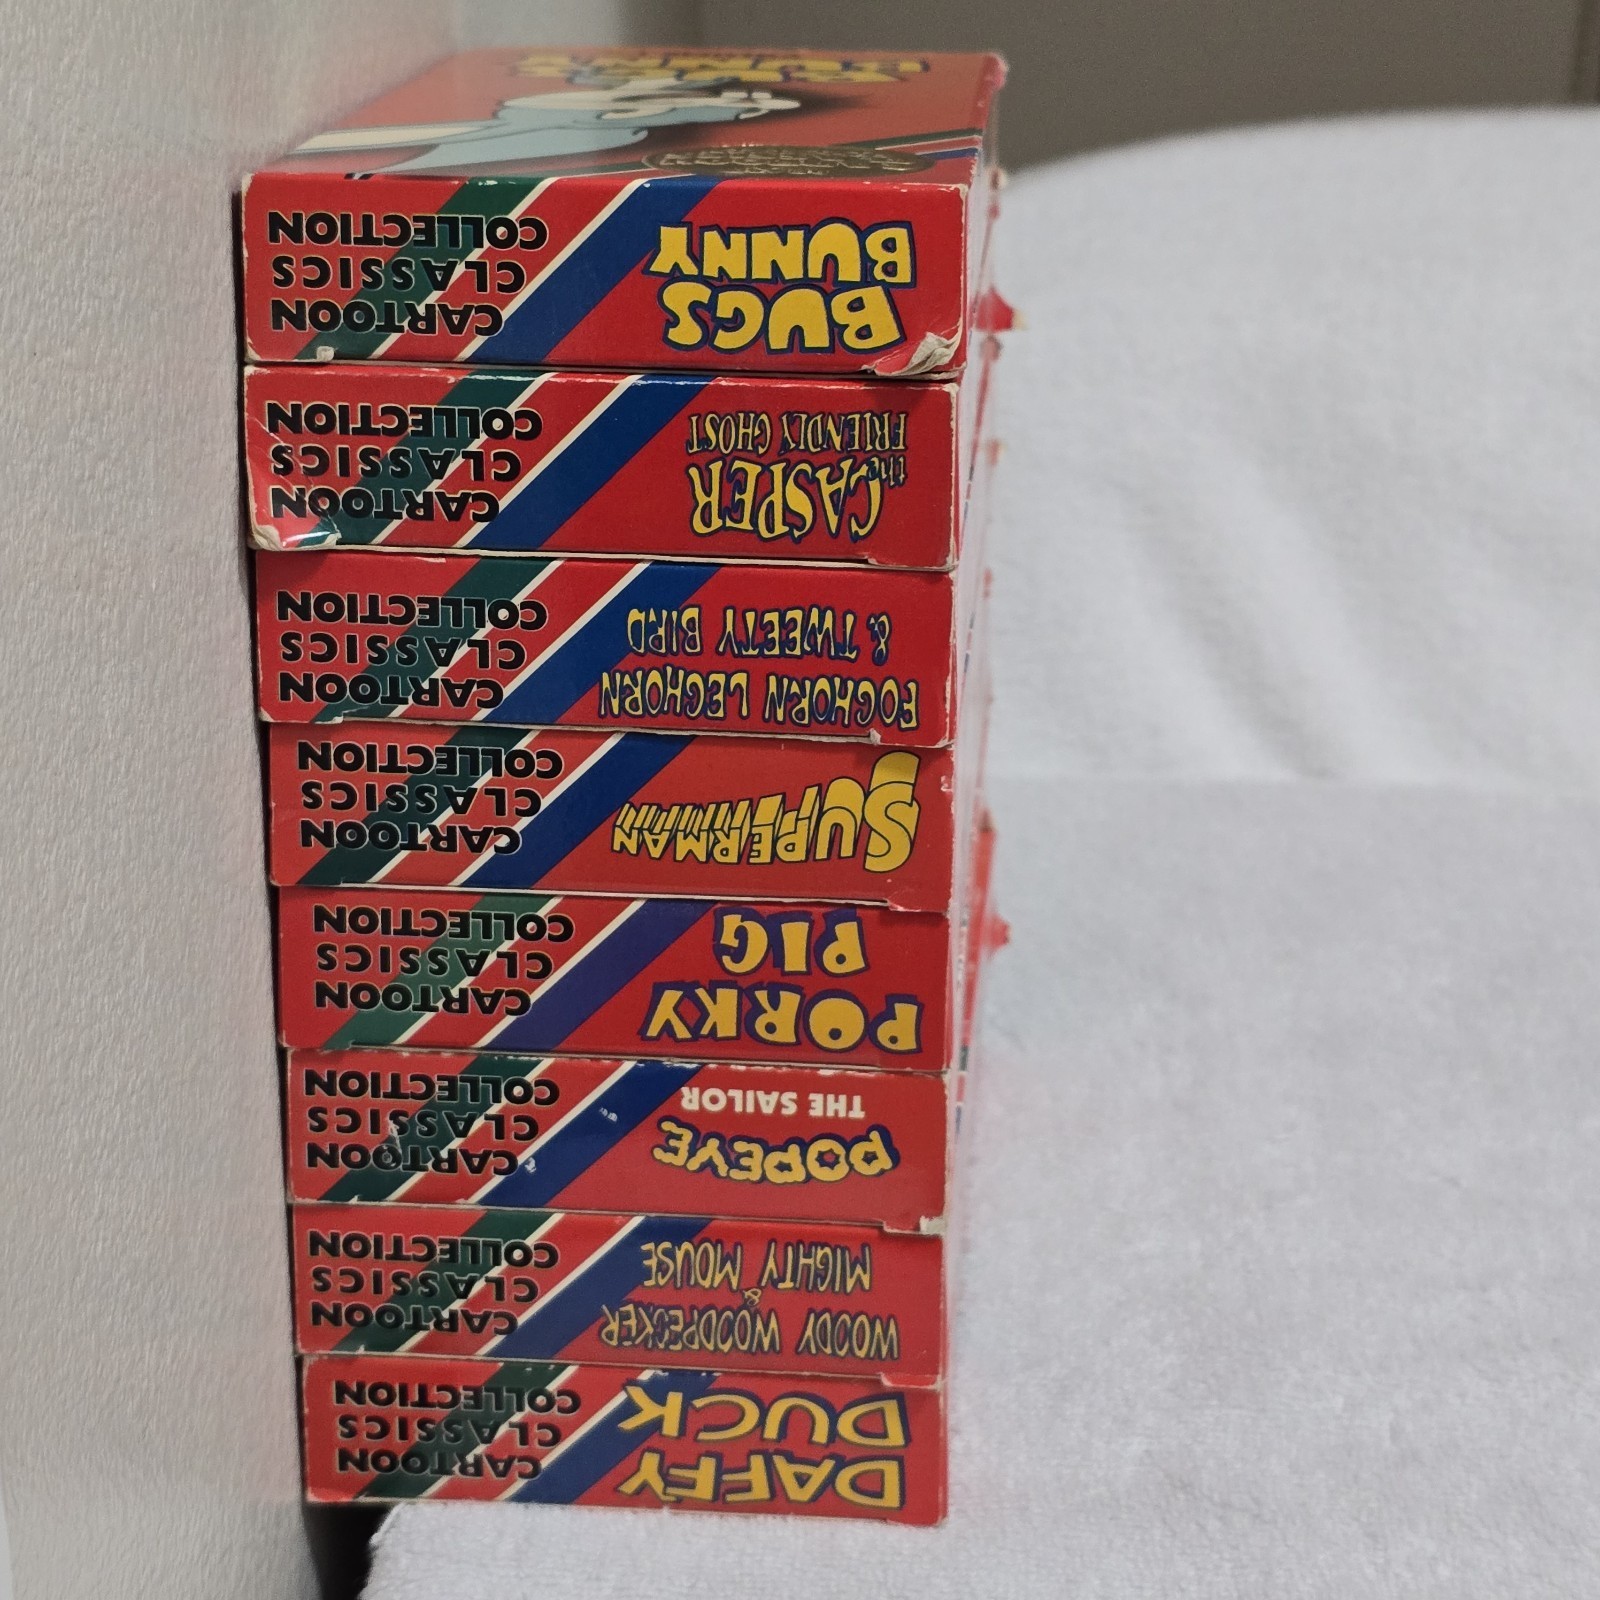 BUGS
BUNNY
CARTOON
CLASSICS
COLLECTION
CASPER
the
FRIENDLY GHOST
CARTOON
CLASSICS
COLLECTION
FOGHORN LEGHORN
& TWEETY BIRD
CARTOON
CLASSICS
COLLECTION
SUPERMAN
CARTOON
CLASSICS
COLLECTION
PORKY
PIG
CARTOON
CLASSICS
COLLECTION
POPEYE
THE SAILOR
CARTOON
CLASSICS
COLLECTION
WOODY WOODPECKER
&
MIGHTY MOUSE
CARTOON
CLASSICS
COLLECTION
DAFFY
DUCK
CARTOON
CLASSICS
COLLECTION